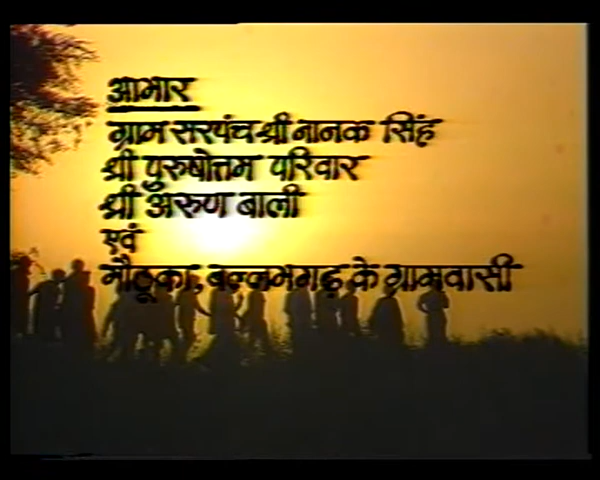 आभार
ग्राम सरपंच श्री नानक सिंह
श्री पुरुषोत्तम परिवार
श्री अरुण बाली
एवं
मौठूका, बल्लभगढ़ के ग्रामवासी